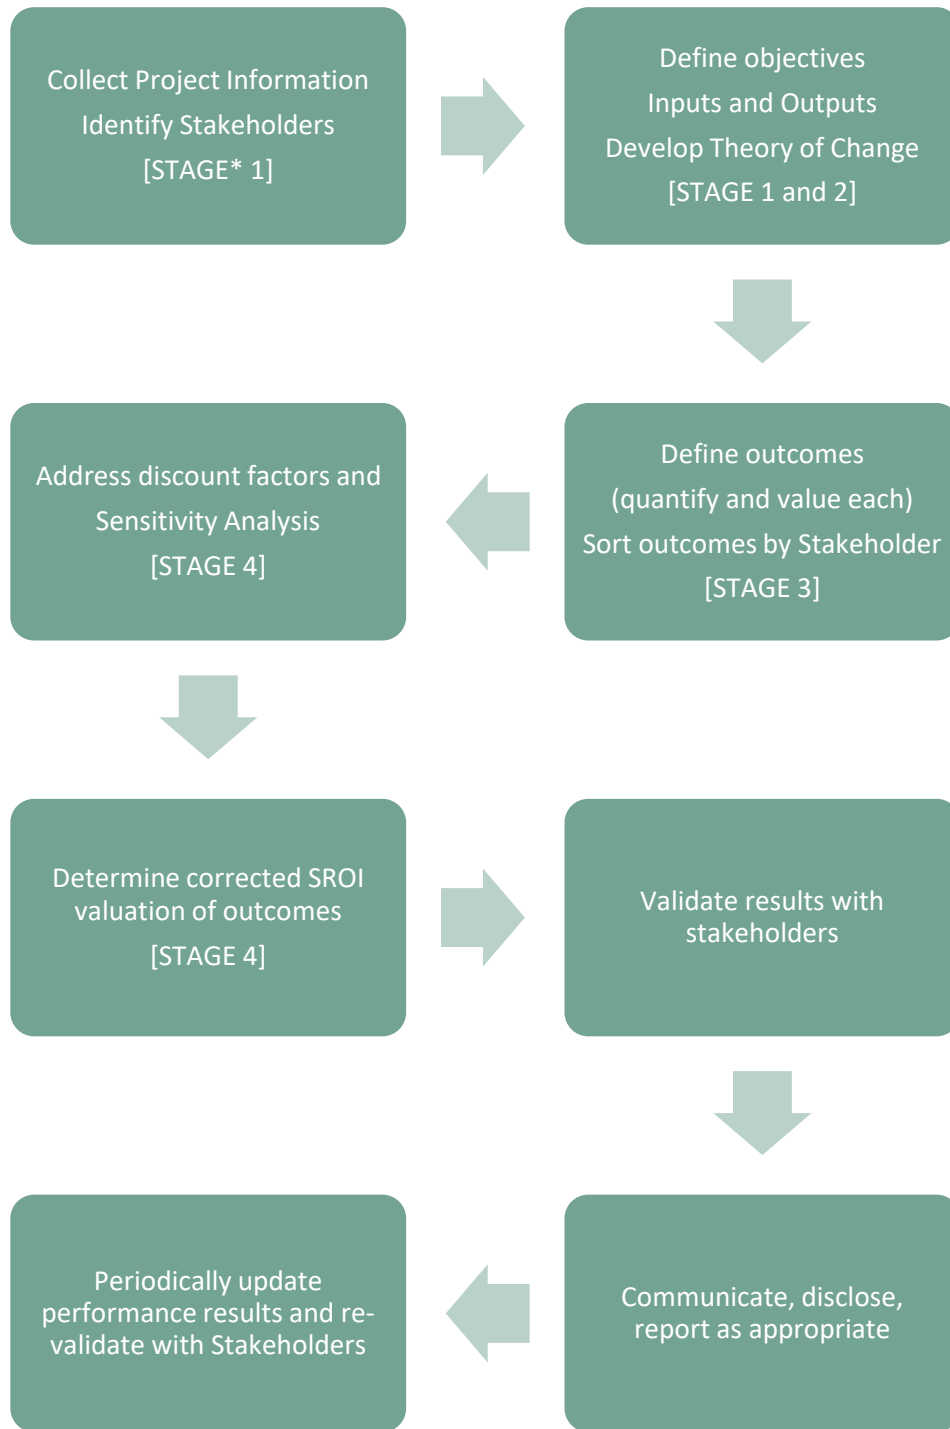 Collect Project Information
Identify Stakeholders
[STAGE* 1]
Define objectives
Inputs and Outputs
Develop Theory of Change
[STAGE 1 and 2]
Define outcomes
(quantify and value each)
Sort outcomes by Stakeholder
[STAGE 3]
Address discount factors and
Sensitivity Analysis
[STAGE 4]
Determine corrected SROI
valuation of outcomes
[STAGE 4]
Validate results with
stakeholders
Communicate, disclose,
report as appropriate
Periodically update
performance results and re-
validate with Stakeholders